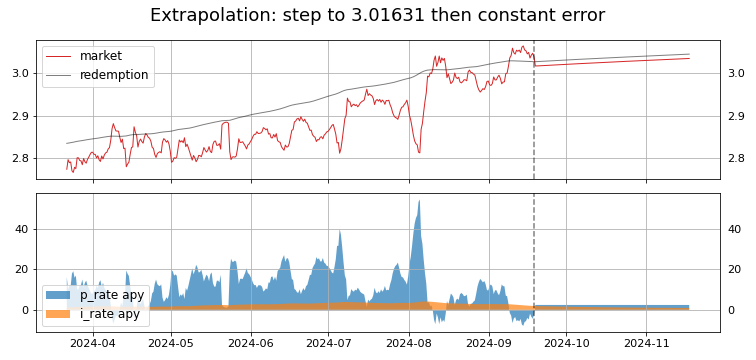 Extrapolation: step to 3.01631 then constant error
market
redemption
3.0 3.0
2.9 2.9
2.8 2.8
40 40
20 20
0 0
p_rate apy
i_rate apy
2024-04 2024-05 2024-06 2024-07 2024-08 2024-09 2024-10 2024-11